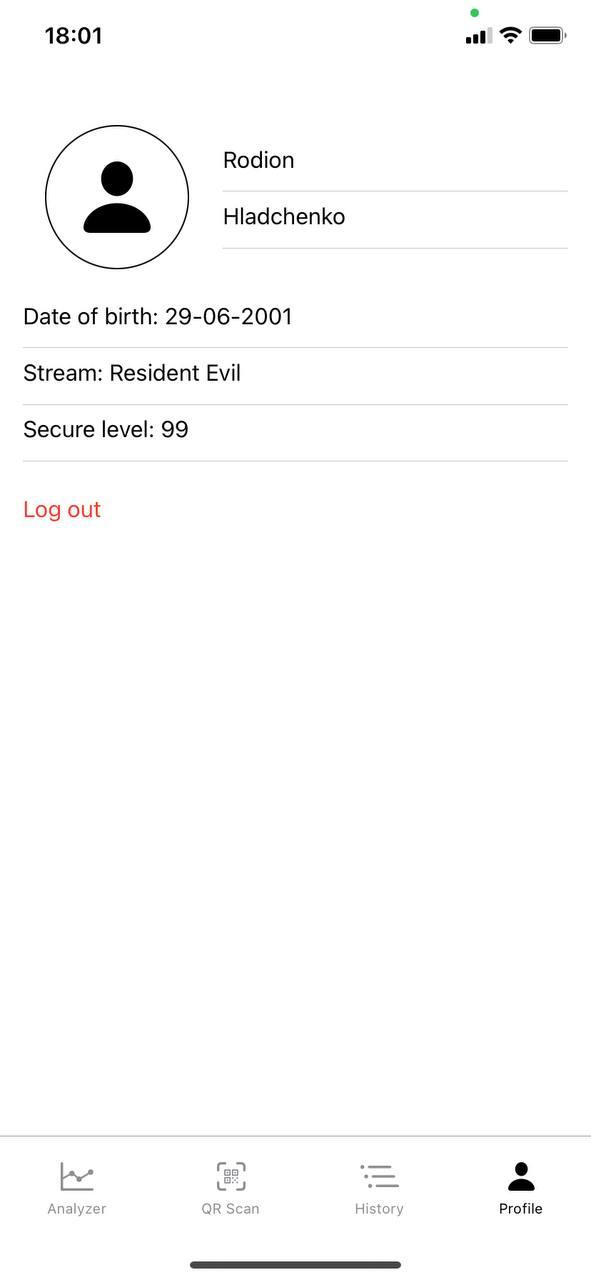 18:01
Rodion
Hladchenko
Date of birth: 29-06-2001
Stream: Resident Evil
Secure level: 99
Log out
Analyzer
QR Scan
History
Profile